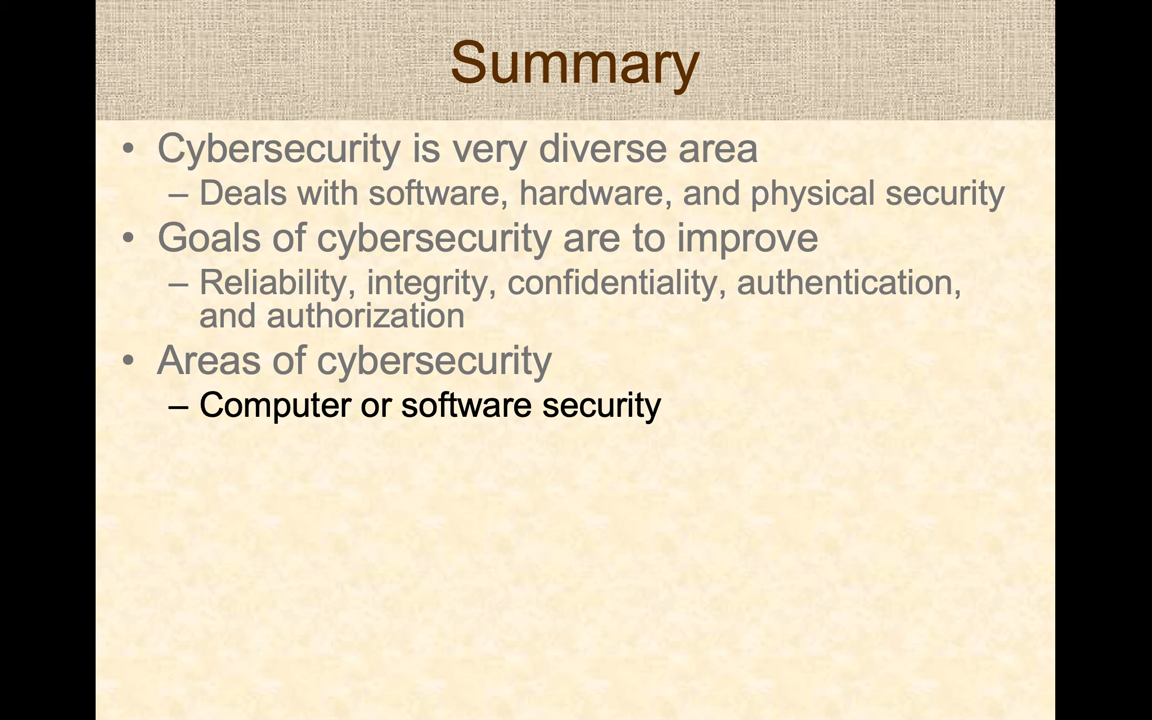 Summary
• Cybersecurity is very diverse area
– Deals with software, hardware, and physical security
• Goals of cybersecurity are to improve
– Reliability, integrity, confidentiality, authentication,
and authorization
• Areas of cybersecurity
– Computer or software security